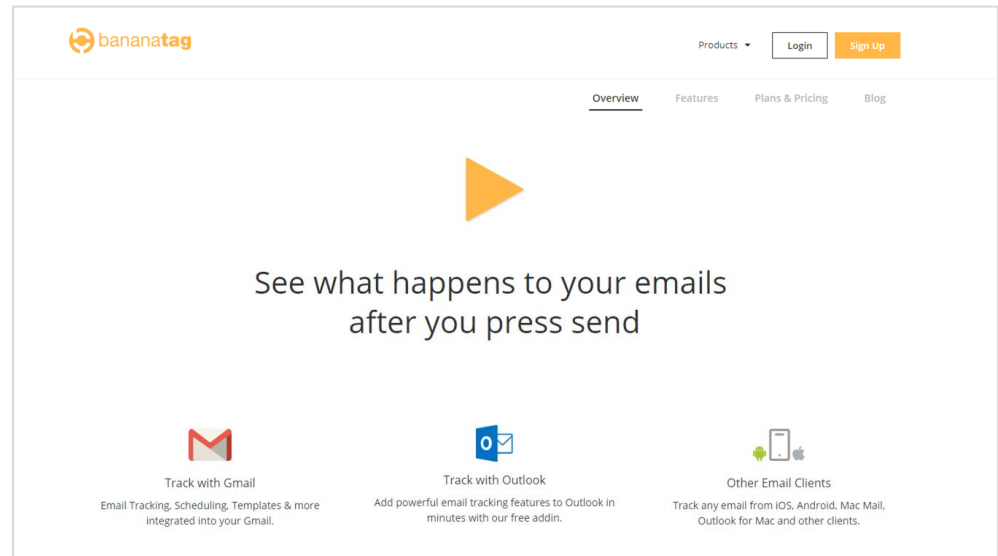 bananatag
Products
Login
Sign Up
Overview
Features
Plans & Pricing
Blog
See what happens to your emails
after you press send
Track with Gmail
Email Tracking, Scheduling, Templates & more
integrated into your Gmail.
Track with Outlook
Add powerful email tracking features to Outlook in
minutes with our free addin.
Other Email Clients
Track any email from iOS, Android, Mac Mail,
Outlook for Mac and other clients.